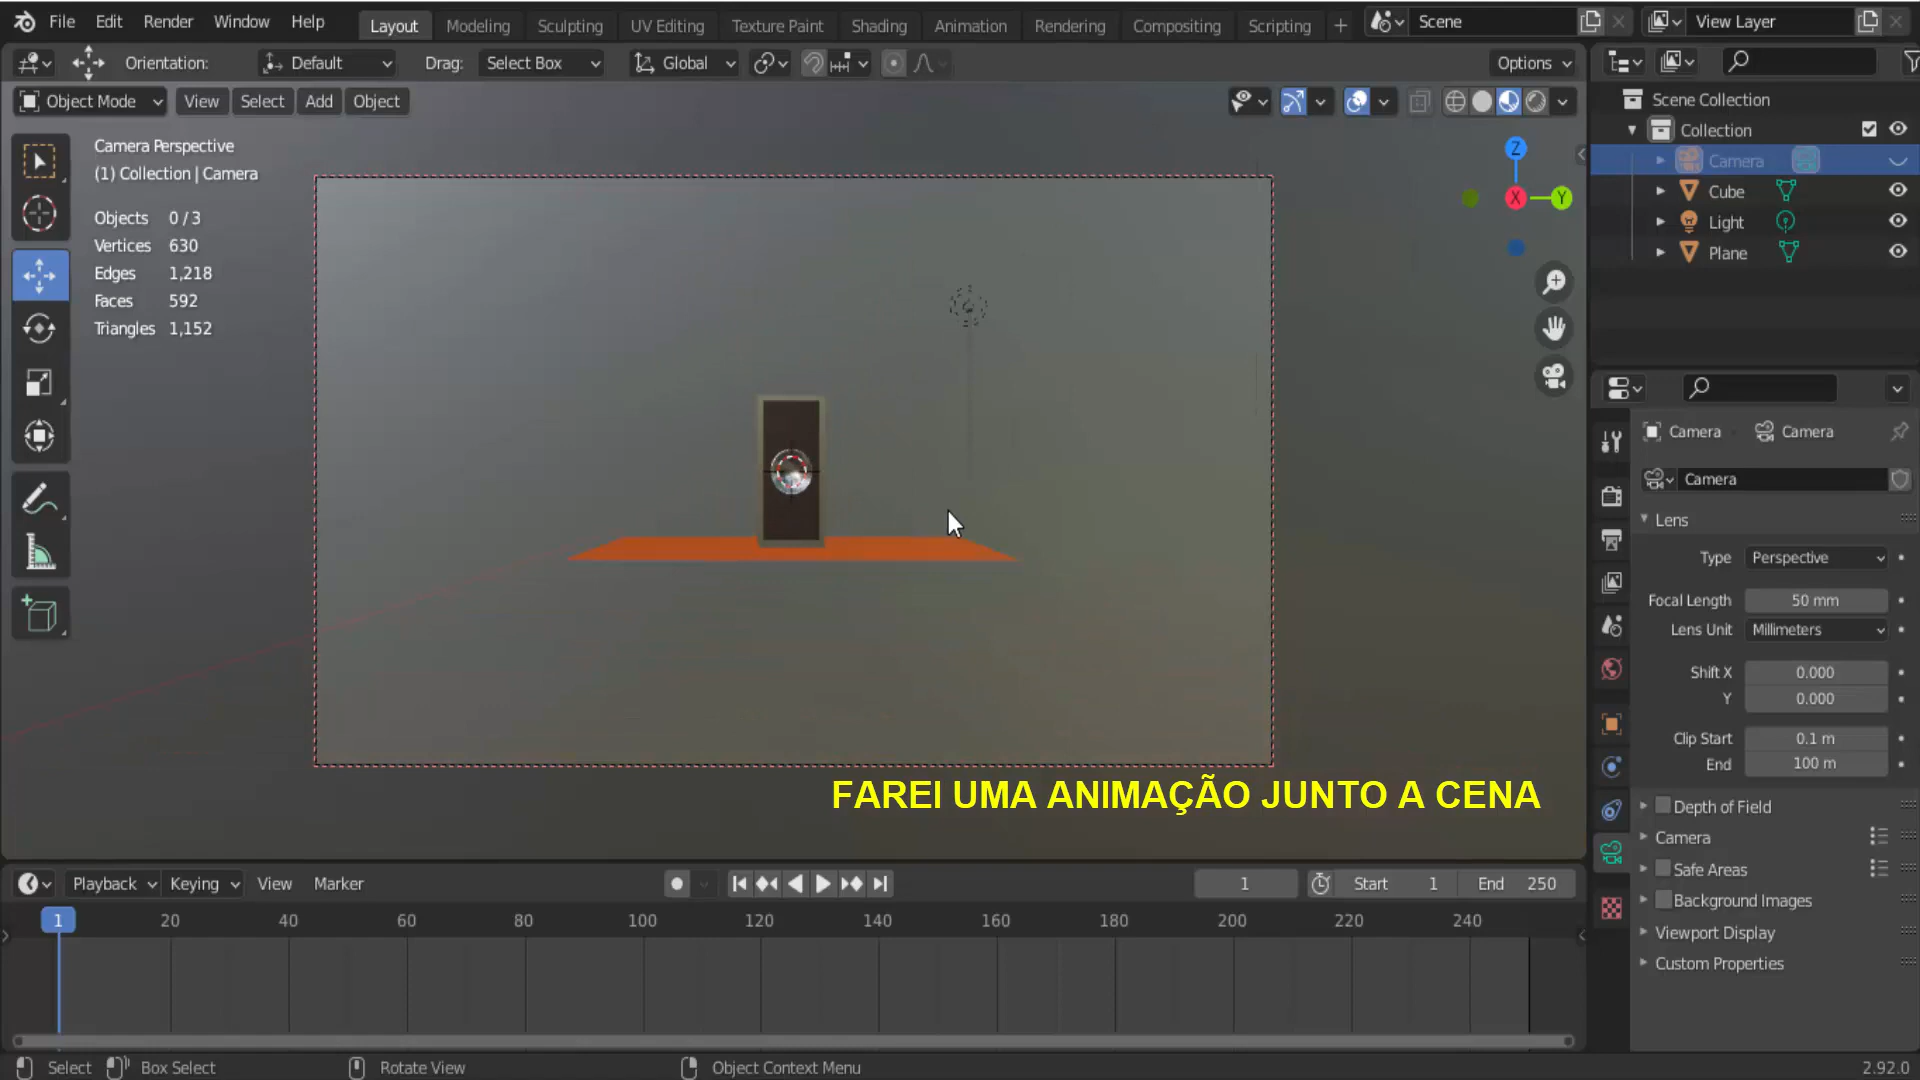 File Edit Render Window Help Layout Modeling Sculpting UV Editing Texture Paint Shading Animation Rendering Compositing Scripting + Scene View Layer
Orientation: Default Drag: Select Box Global Options
Object Mode View Select Add Object
Camera Perspective
(1) Collection | Camera
Objects 0 / 3
Vertices 630
Edges 1,218
Faces 592
Triangles 1,152
Z
X
Y
FAREI UMA ANIMAÇÃO JUNTO A CENA
Scene Collection
Collection
Camera
Cube
Light
Plane
Camera Camera
Camera
Lens
Type Perspective
Focal Length 50 mm
Lens Unit Millimeters
Shift X 0.000
Y 0.000
Clip Start 0.1 m
End 100 m
Depth of Field
Camera
Safe Areas
Background Images
Viewport Display
Custom Properties
Playback Keying View Marker 1 Start 1 End 250
1 20 40 60 80 100 120 140 160 180 200 220 240
Select Box Select Rotate View Object Context Menu 2.92.0